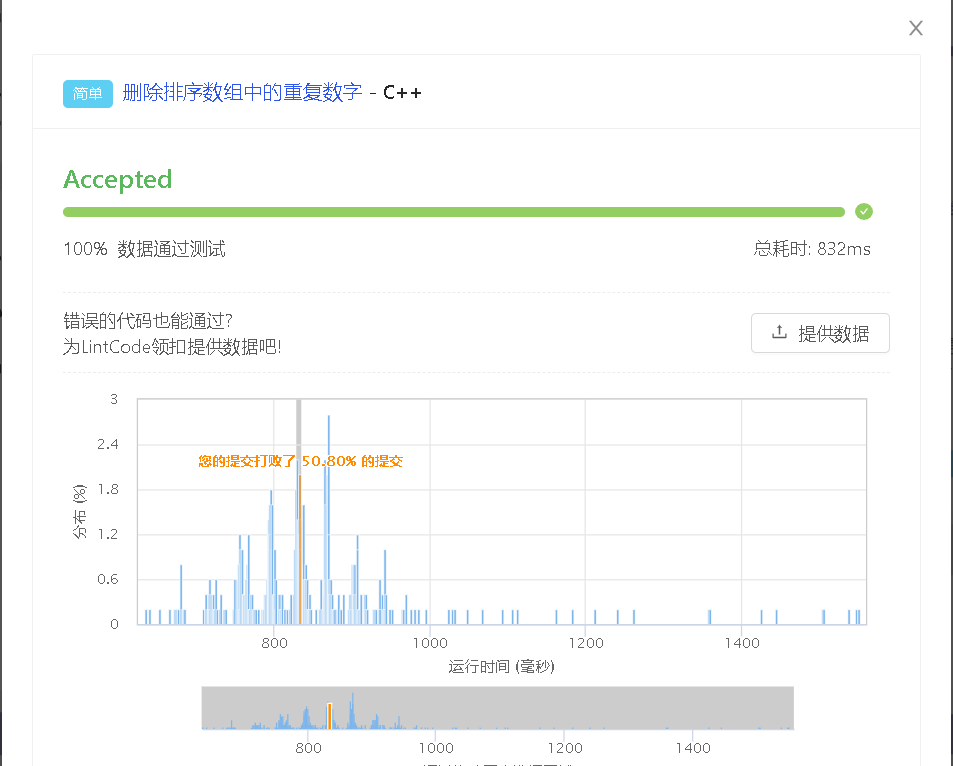 简单 删除排序数组中的重复数字 - C++
Accepted
100% 数据通过测试 总耗时: 832ms
错误的代码也能通过?
为LintCode领扣提供数据吧!
提供数据
3
2.4
您的提交打败了 50.80% 的提交
1.8
分布 (%)
1.2
0.6
0
800 1000 1200 1400
运行时间 (毫秒)
800 1000 1200 1400